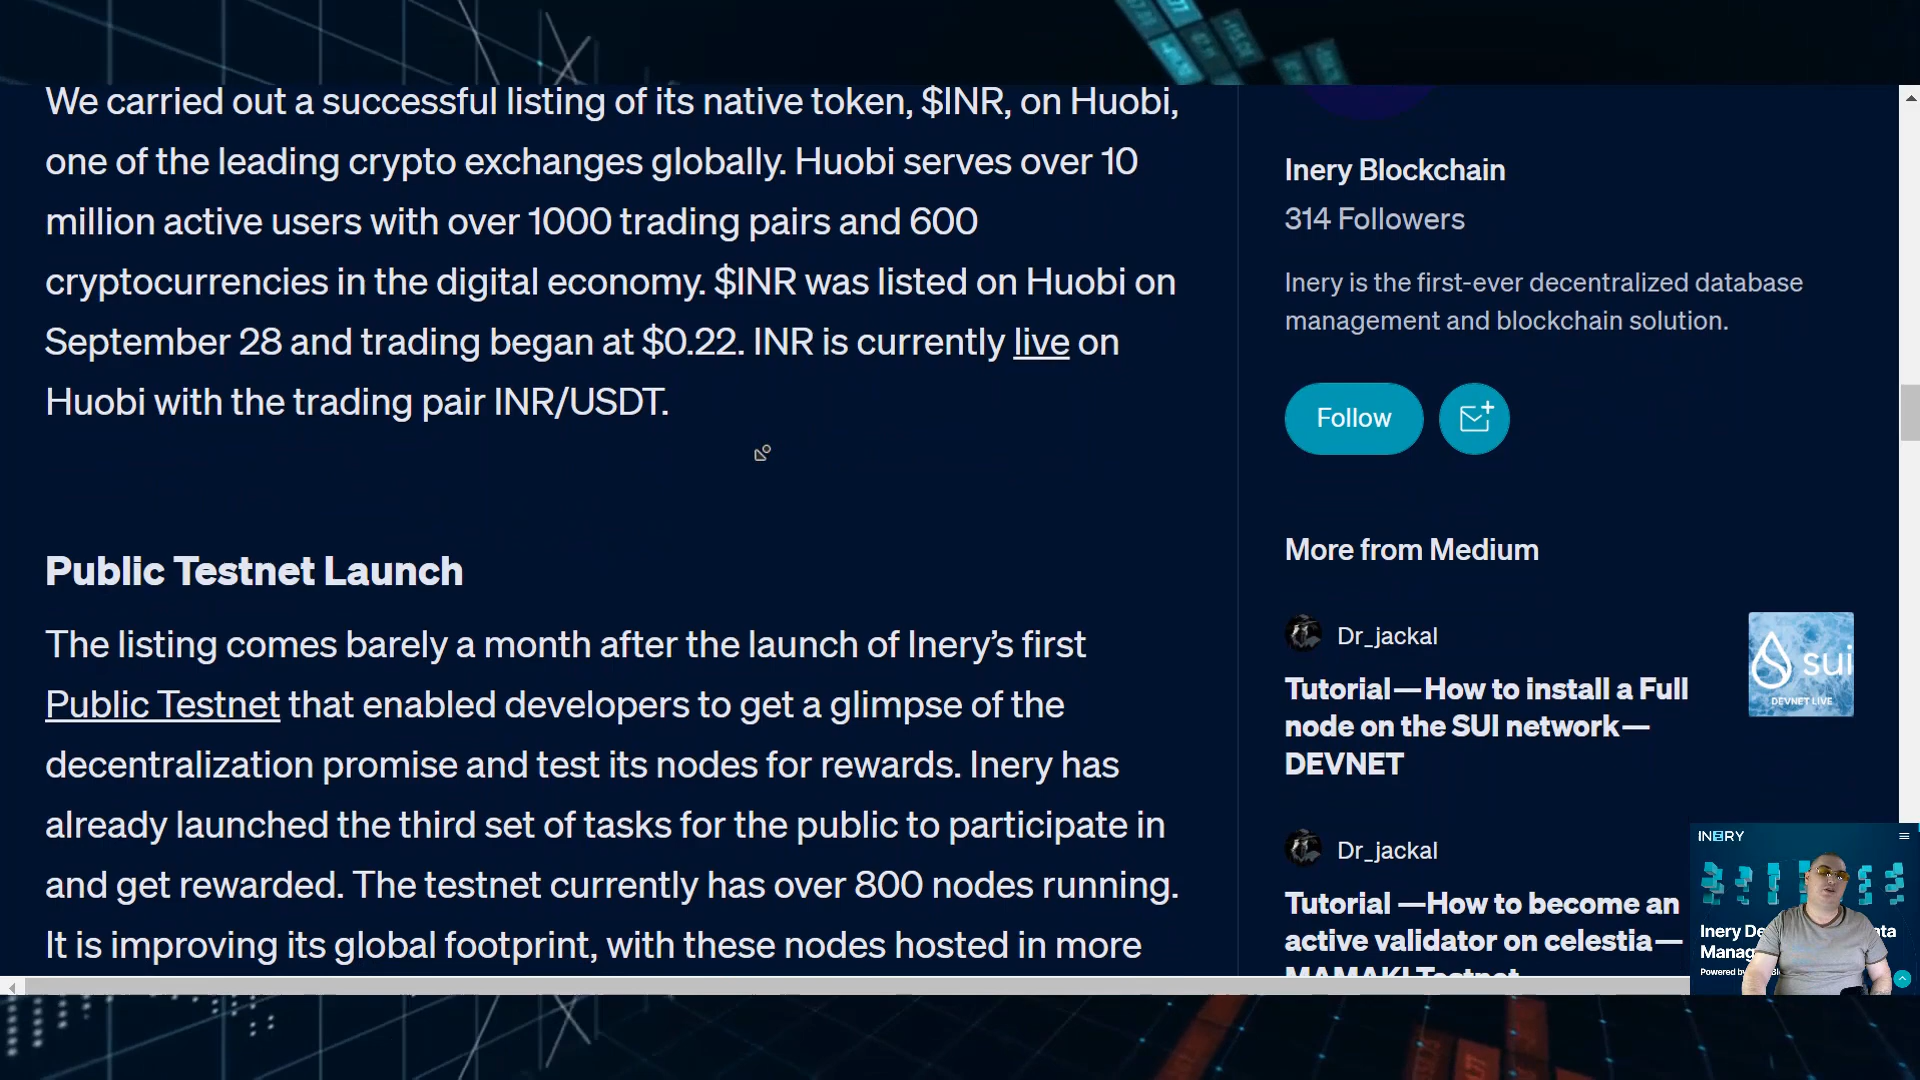 We carried out a successful listing of its native token, $INR, on Huobi,
one of the leading crypto exchanges globally. Huobi serves over 10
million active users with over 1000 trading pairs and 600
cryptocurrencies in the digital economy. $INR was listed on Huobi on
September 28 and trading began at $0.22. INR is currently live on
Huobi with the trading pair INR/USDT.
Public Testnet Launch
The listing comes barely a month after the launch of Inery’s first
Public Testnet that enabled developers to get a glimpse of the
decentralization promise and test its nodes for rewards. Inery has
already launched the third set of tasks for the public to participate in
and get rewarded. The testnet currently has over 800 nodes running.
It is improving its global footprint, with these nodes hosted in more
Inery Blockchain
314 Followers
Inery is the first-ever decentralized database
management and blockchain solution.
Follow
More from Medium
Dr_jackal
Tutorial — How to install a Full
node on the SUI network —
DEVNET
sui
DEVNET LIVE
Dr_jackal
Tutorial — How to become an
active validator on celestia —
MAMAKI Testnet
INERY
Inery
Powered by